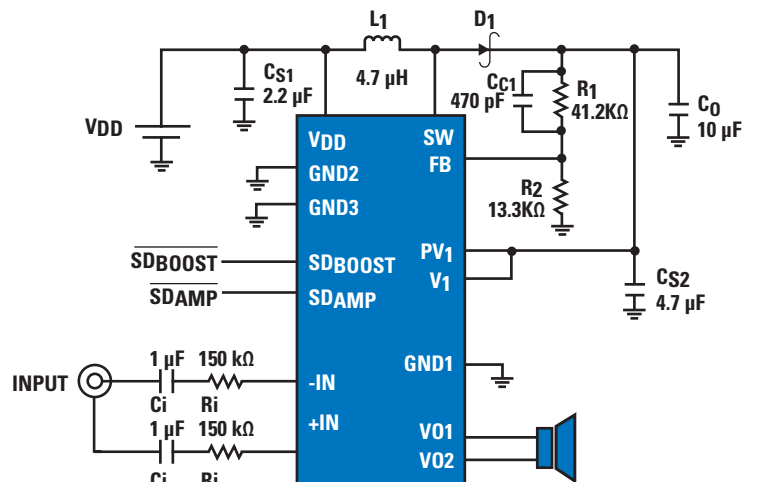 L1
D1
CS1
2.2 µF
4.7 µH
CC1
470 pF
R1
41.2KΩ
CO
10 µF
VDD
VDD
SW
GND2
FB
GND3
R2
13.3KΩ
SDBOOST
SDBOOST
PV1
V1
SDAMP
SDAMP
CS2
4.7 µF
GND1
1 µF 150 kΩ
INPUT
-IN
Ci Ri
1 µF 150 kΩ
+IN
VO1
VO2
Ci Ri